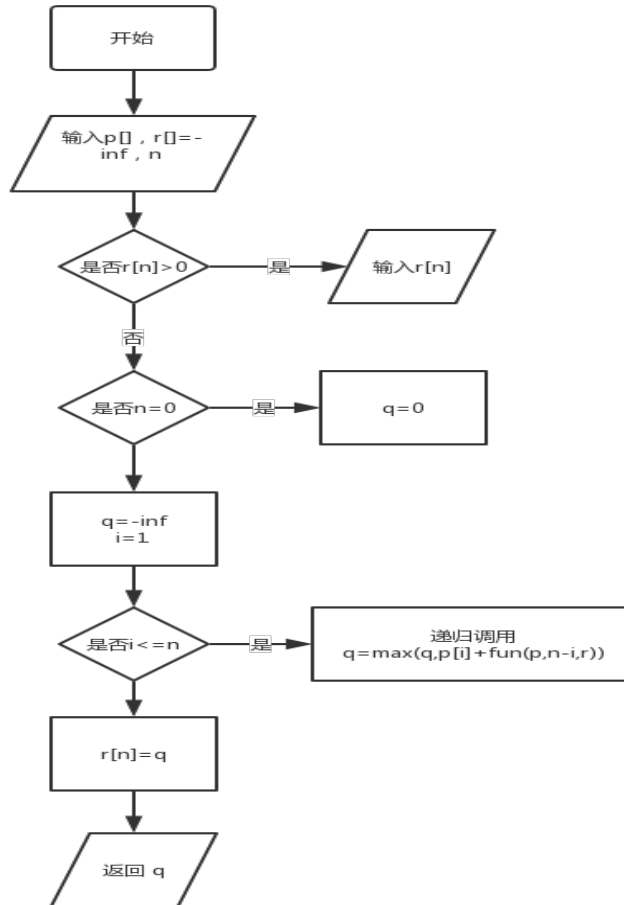 开始
输入p[]，r[]=-
inf，n
是否r[n]>0
是
输入r[n]
否
是否n=0
是
q=0
q=-inf
i=1
是否i<=n
是
递归调用
q=max(q,p[i]+fun(p,n-i,r))
r[n]=q
返回 q